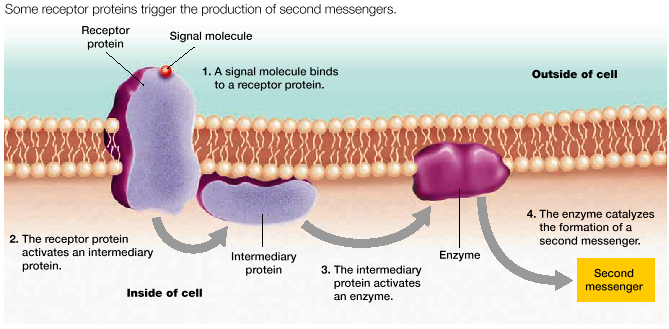 Some receptor proteins trigger the production of second messengers.
Receptor
protein
Signal molecule
1. A signal molecule binds
to a receptor protein.
Outside of cell
2. The receptor protein
activates an intermediary
protein.
Intermediary
protein
3. The intermediary
protein activates
an enzyme.
Enzyme
4. The enzyme catalyzes
the formation of a
second messenger.
Second
messenger
Inside of cell